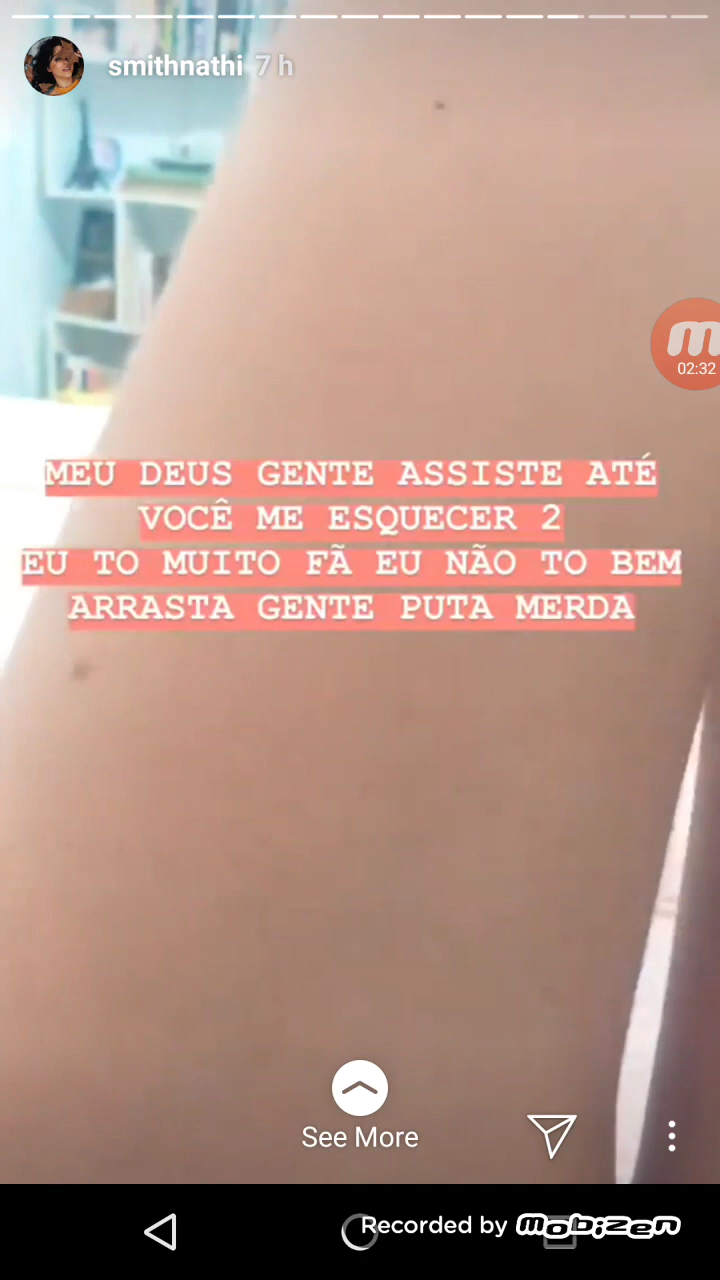 smithnathi 7 h
m
02:32
MEU DEUS GENTE ASSISTE ATÉ
VOCÊ ME ESQUECER 2
EU TO MUITO FÃ EU NÃO TO BEM
ARRASTA GENTE PUTA MERDA
See More
Recorded by mobizen